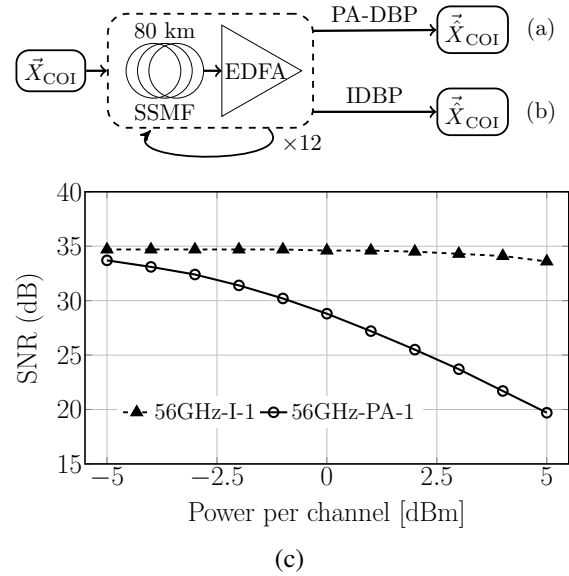 PA-DBP
80 km
X⃗COI
EDFA
X̂⃗COI
(a)
IDBP
SSMF
X̂⃗COI
(b)
×12
40
35
30
25
20
15
SNR (dB)
56GHz-I-1 56GHz-PA-1
−5 −2.5 0 2.5 5
Power per channel [dBm]
(c)